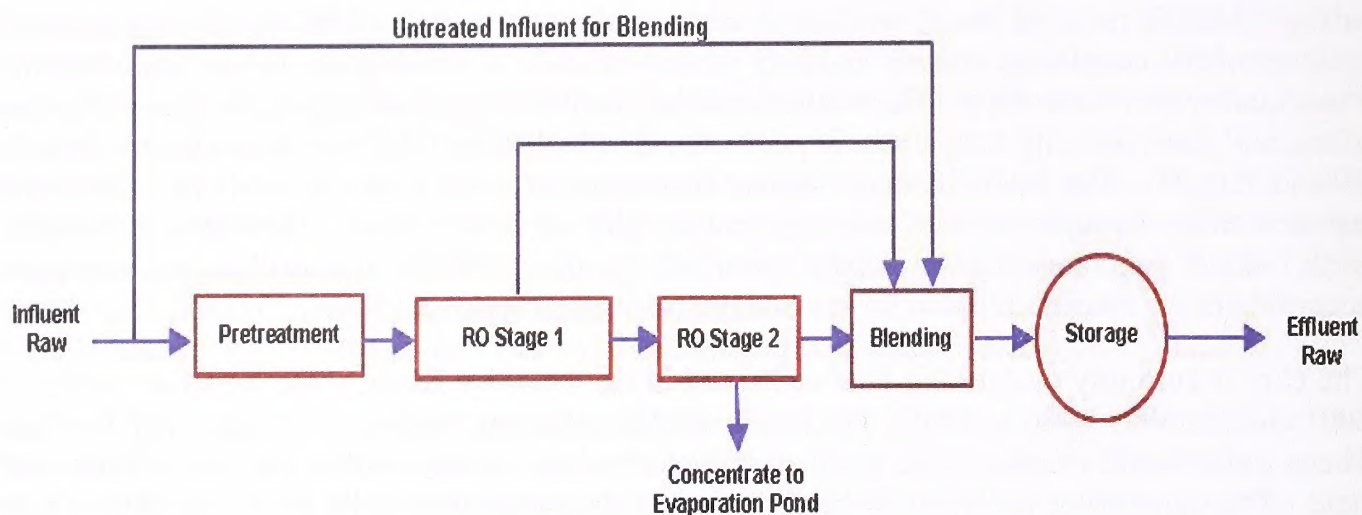 Untreated Influent for Blending
Influent
Raw
Pretreatment
RO Stage 1
RO Stage 2
Blending
Storage
Effluent
Raw
Concentrate to
Evaporation Pond